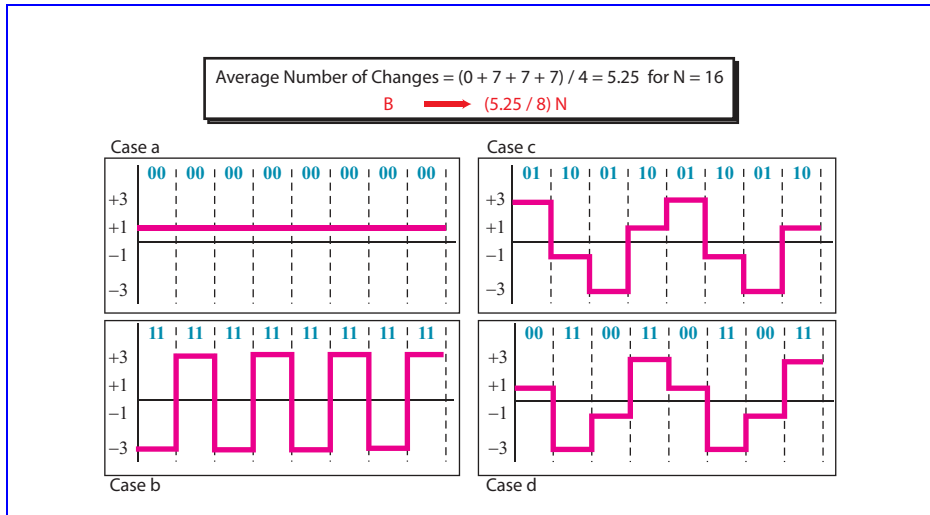 Average Number of Changes = (0 + 7 + 7 + 7) / 4 = 5.25 for N = 16
B (5.25 / 8) N
Case a
00 00 00 00 00 00 00 00
+3
+1
−1
−3
Case c
01 10 01 10 01 10 01 10
+3
+1
−1
−3
11 11 11 11 11 11 11 11
+3
+1
−1
−3
Case b
00 11 00 11 00 11 00 11
+3
+1
−1
−3
Case d